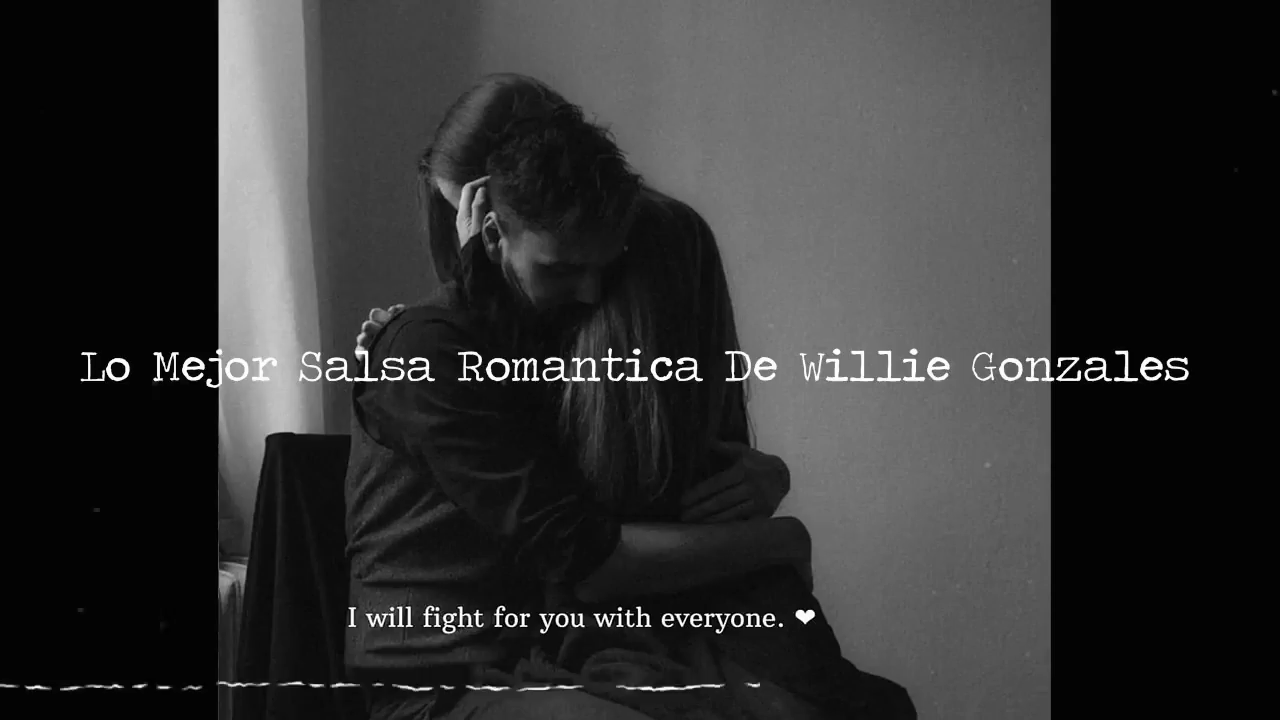 Lo Mejor Salsa Romantica De Willie Gonzales
I will fight for you with everyone. ❤